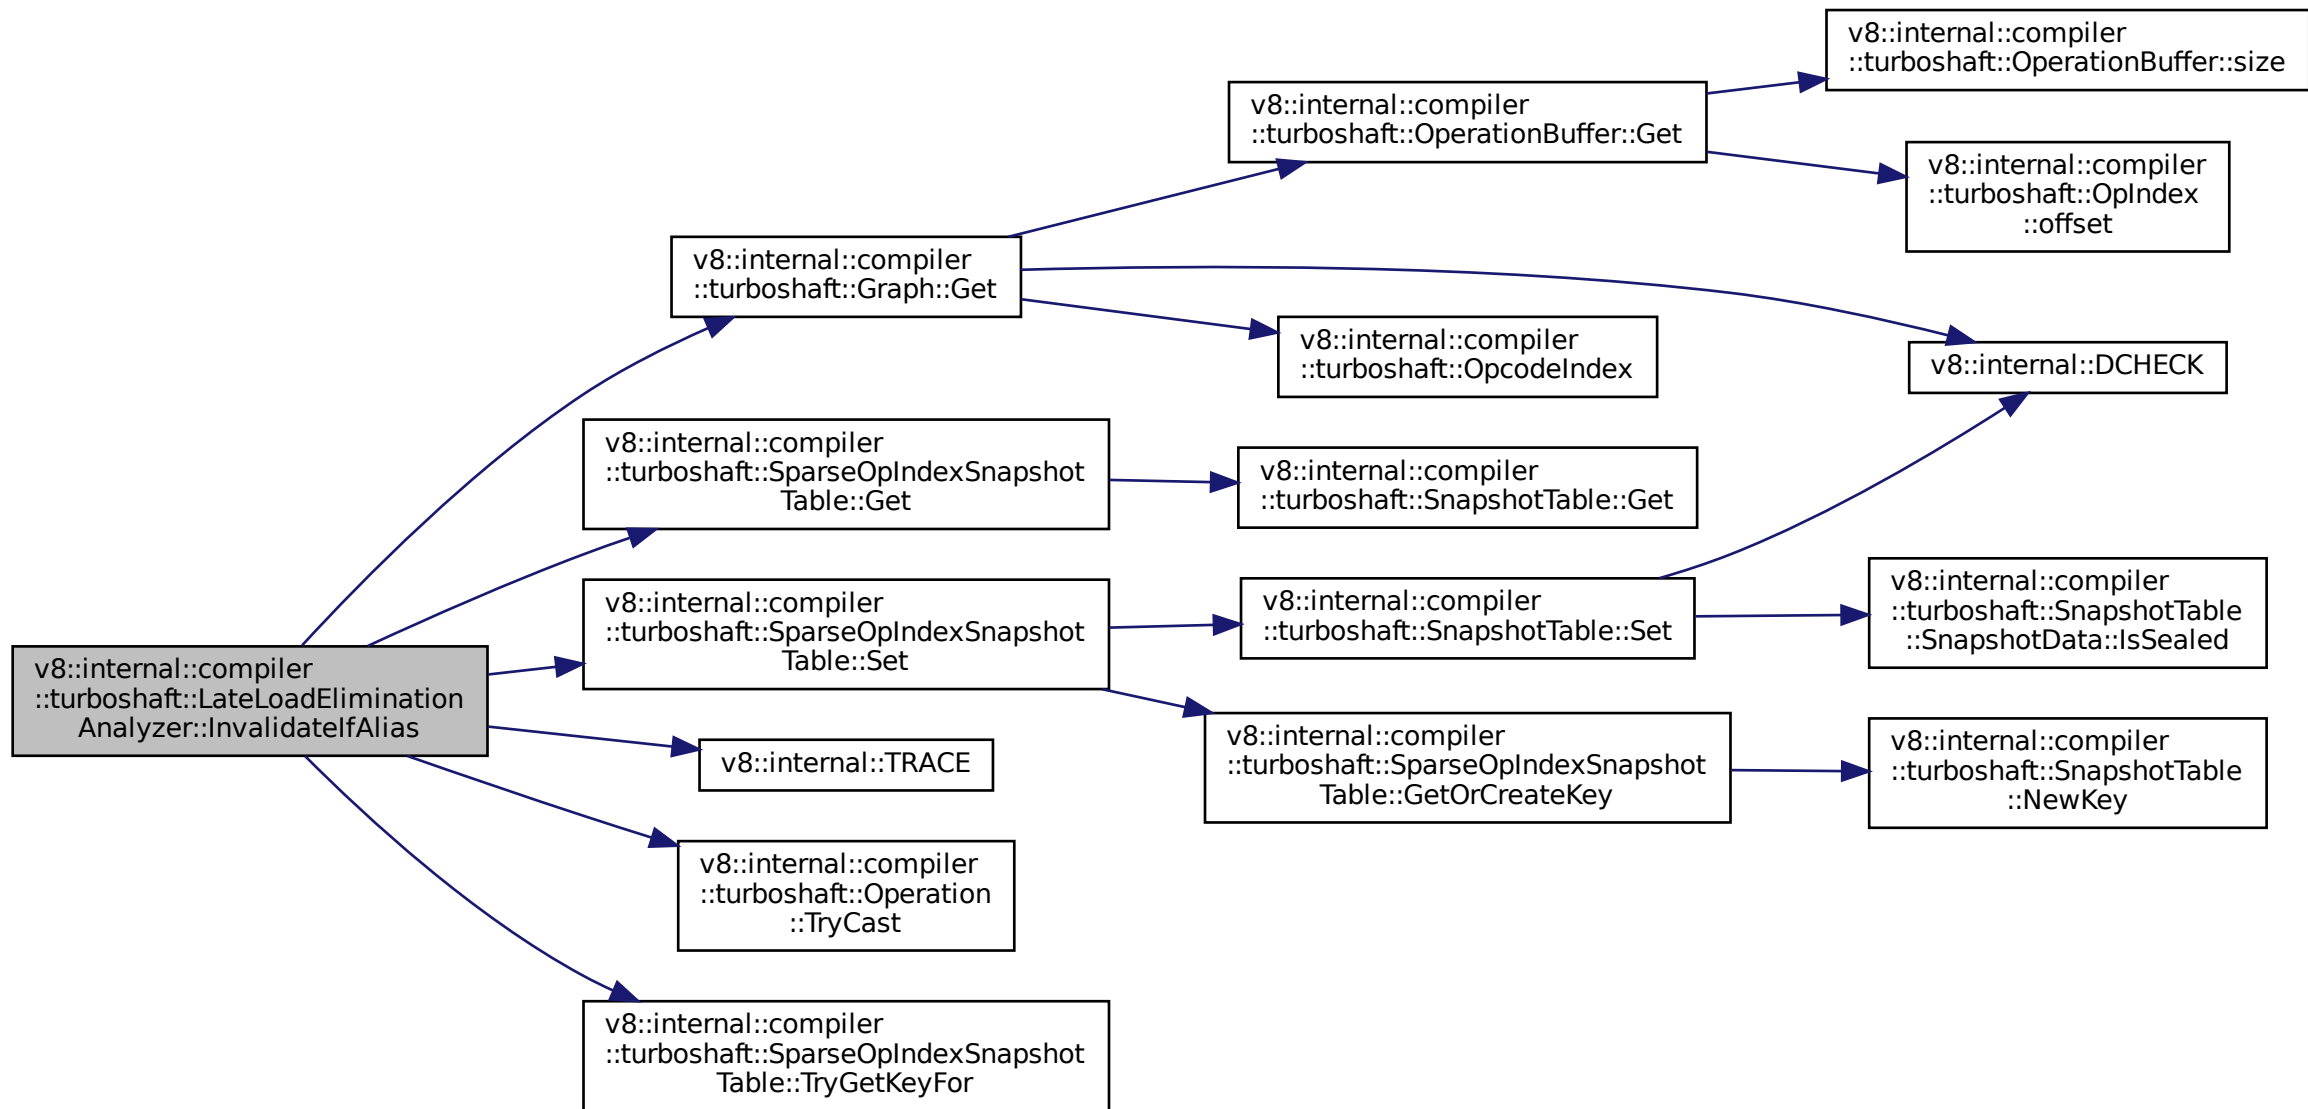 v8::internal::compiler
::turboshaft::LateLoadElimination
Analyzer::InvalidateIfAlias
v8::internal::compiler
::turboshaft::Graph::Get
v8::internal::compiler
::turboshaft::OperationBuffer::Get
v8::internal::compiler
::turboshaft::OperationBuffer::size
v8::internal::compiler
::turboshaft::OpIndex
::offset
v8::internal::DCHECK
v8::internal::compiler
::turboshaft::OpcodeIndex
v8::internal::compiler
::turboshaft::SparseOpIndexSnapshot
Table::Get
v8::internal::compiler
::turboshaft::SnapshotTable::Get
v8::internal::compiler
::turboshaft::SparseOpIndexSnapshot
Table::Set
v8::internal::compiler
::turboshaft::SnapshotTable::Set
v8::internal::compiler
::turboshaft::SnapshotTable
::SnapshotData::IsSealed
v8::internal::compiler
::turboshaft::SparseOpIndexSnapshot
Table::GetOrCreateKey
v8::internal::compiler
::turboshaft::SnapshotTable
::NewKey
v8::internal::TRACE
v8::internal::compiler
::turboshaft::Operation
::TryCast
v8::internal::compiler
::turboshaft::SparseOpIndexSnapshot
Table::TryGetKeyFor